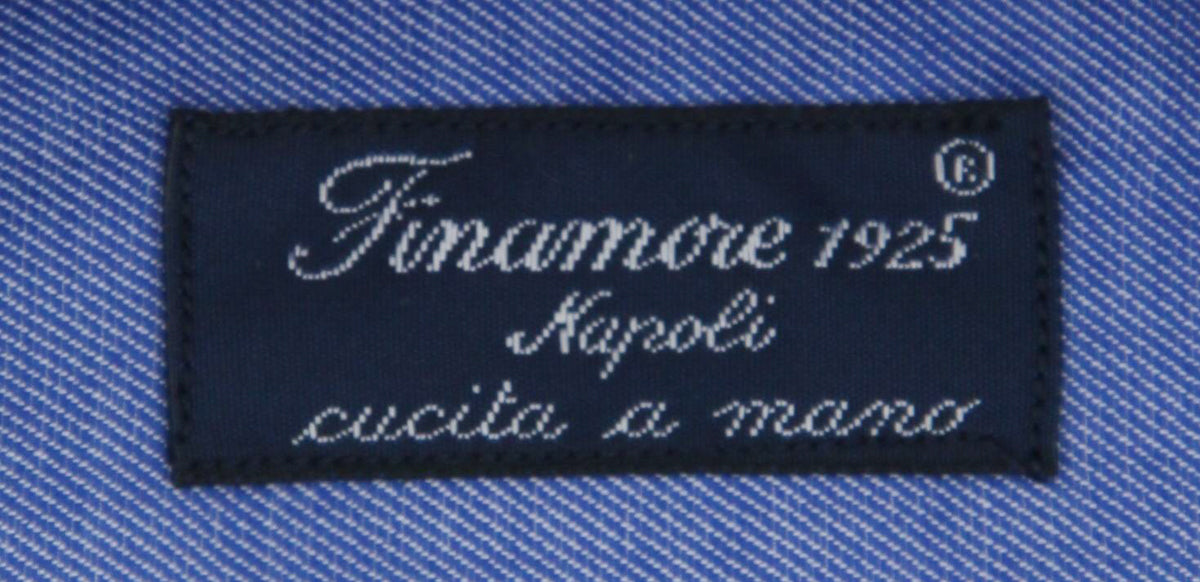 Finamore 1925®
Napoli
cucita a mano